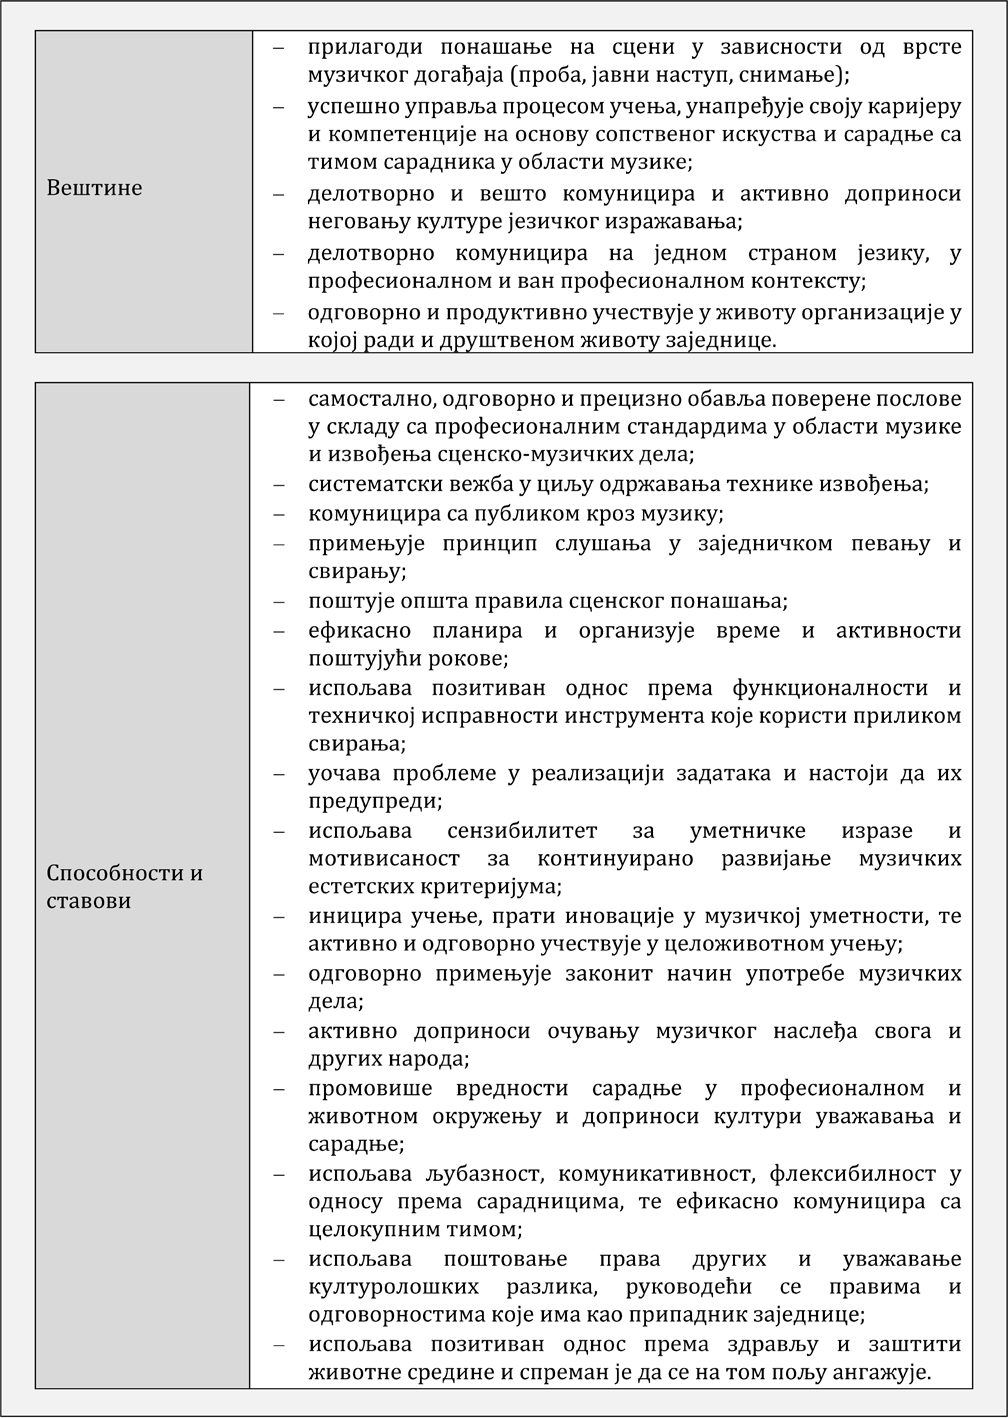 Вештине
– прилагоди понашање на сцени у зависности од врсте
музичког догађаја (проба, јавни наступ, снимање);
– успешно управља процесом учења, унапређује своју каријеру
и компетенције на основу сопственог искуства и сарадње са
тимом сарадника у области музике;
– делотворно и вешто комуницира и активно доприноси
неговању културе језичког изражавања;
– делотворно комуницира на једном страном језику, у
професионалном и ван професионалном контексту;
– одговорно и продуктивно учествује у животу организације у
којој ради и друштвеном животу заједнице.
Способности и
ставови
– самостално, одговорно и прецизно обавља поверене послове
у складу са професионалним стандардима у области музике
и извођења сценско-музичких дела;
– систематски вежба у циљу одржавања технике извођења;
– комуницира са публиком кроз музику;
– примењује принцип слушања у заједничком певању и
свирању;
– поштује општа правила сценског понашања;
– ефикасно планира и организује време и активности
поштујући рокове;
– испољава позитиван однос према функционалности и
техничкој исправности инструмента које користи приликом
свирања;
– уочава проблеме у реализацији задатака и настоји да их
предупреди;
– испољава сензибилитет за уметничке изразе и
мотивисаност за континуирано развијање музичких
естетских критеријума;
– иницира учење, прати иновације у музичкој уметности, те
активно и одговорно учествује у целоживотном учењу;
– одговорно примењује законит начин употребе музичких
дела;
– активно доприноси очувању музичког наслеђа свога и
других народа;
– промовише вредности сарадње у професионалном и
животном окружењу и доприноси култури уважавања и
сарадње;
– испољава љубазност, комуникативност, флексибилност у
односу према сарадницима, те ефикасно комуницира са
целокупним тимом;
– испољава поштовање права других и уважавање
културолошких разлика, руководећи се правима и
одговорностима које има као припадник заједнице;
– испољава позитиван однос према здрављу и заштити
животне средине и спреман је да се на том пољу ангажује.